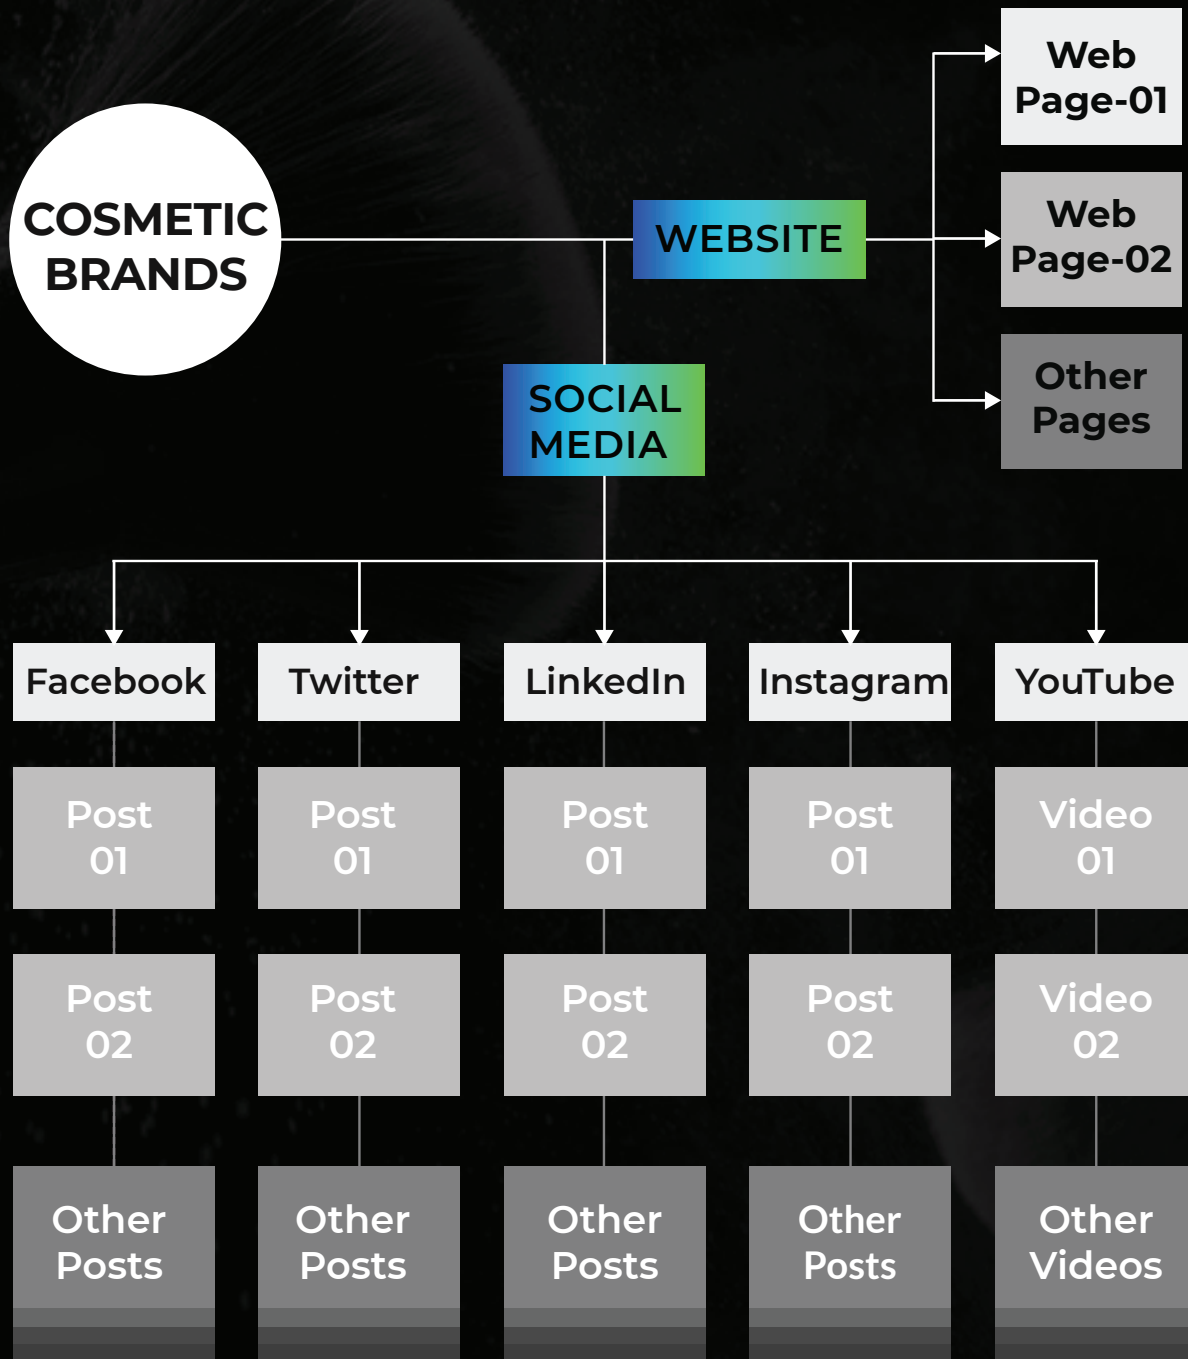 COSMETIC
BRANDS
WEBSITE
Web
Page-01
Web
Page-02
Other
Pages
SOCIAL
MEDIA
Facebook
Twitter
LinkedIn
Instagram
YouTube
Post
01
Post
01
Post
01
Post
01
Video
01
Post
02
Post
02
Post
02
Post
02
Video
02
Other
Posts
Other
Posts
Other
Posts
Other
Posts
Other
Videos